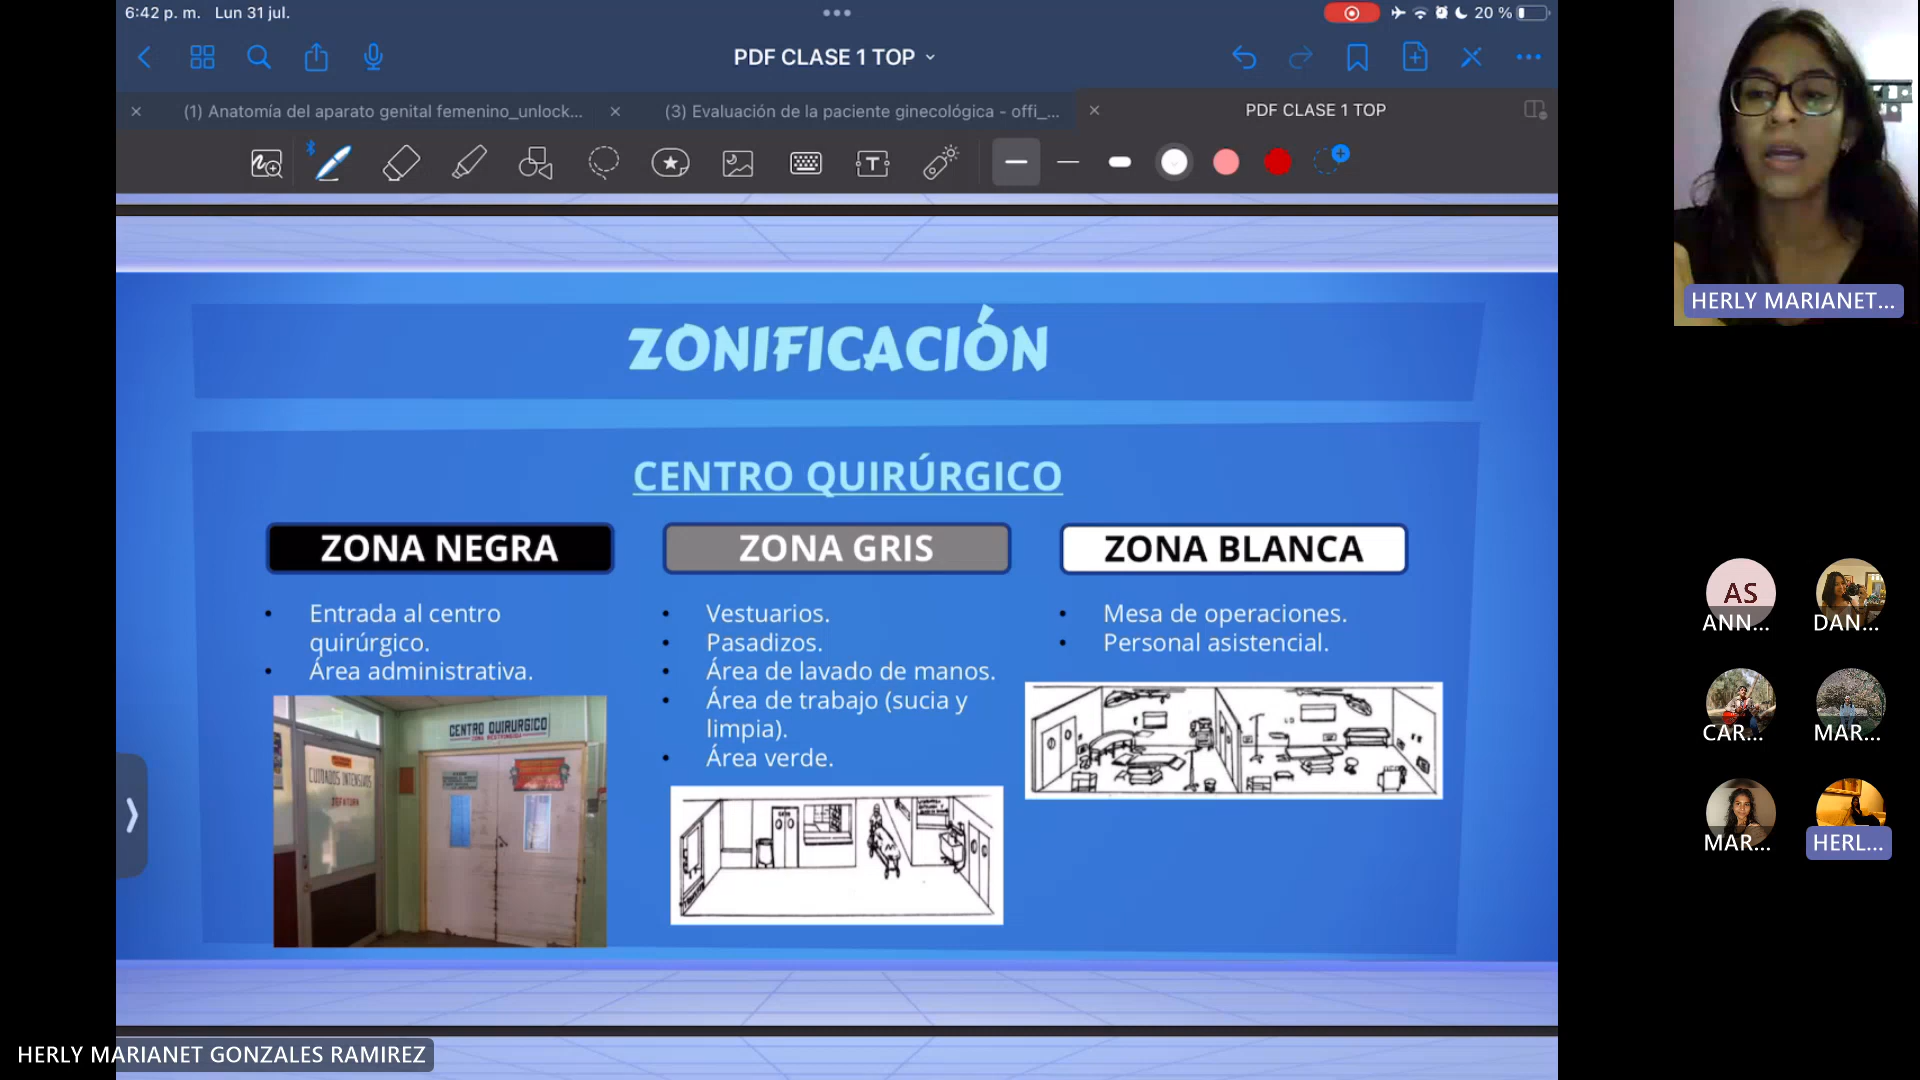 6:42 p. m. Lun 31 jul.
20 %
PDF CLASE 1 TOP
(1) Anatomía del aparato genital femenino_unlock...
(3) Evaluación de la paciente ginecológica - offi_...
PDF CLASE 1 TOP
ZONIFICACIÓN
CENTRO QUIRÚRGICO
ZONA NEGRA
• Entrada al centro
quirúrgico.
• Área administrativa.
CENTRO QUIRURGICO
CUIDADOS INTENSIVOS
ZONA GRIS
• Vestuarios.
• Pasadizos.
• Área de lavado de manos.
• Área de trabajo (sucia y
limpia).
• Área verde.
ZONA BLANCA
• Mesa de operaciones.
• Personal asistencial.
HERLY MARIANET...
AS
ANN...
DAN...
CAR...
MAR...
MAR...
HERL...
HERLY MARIANET GONZALES RAMIREZ